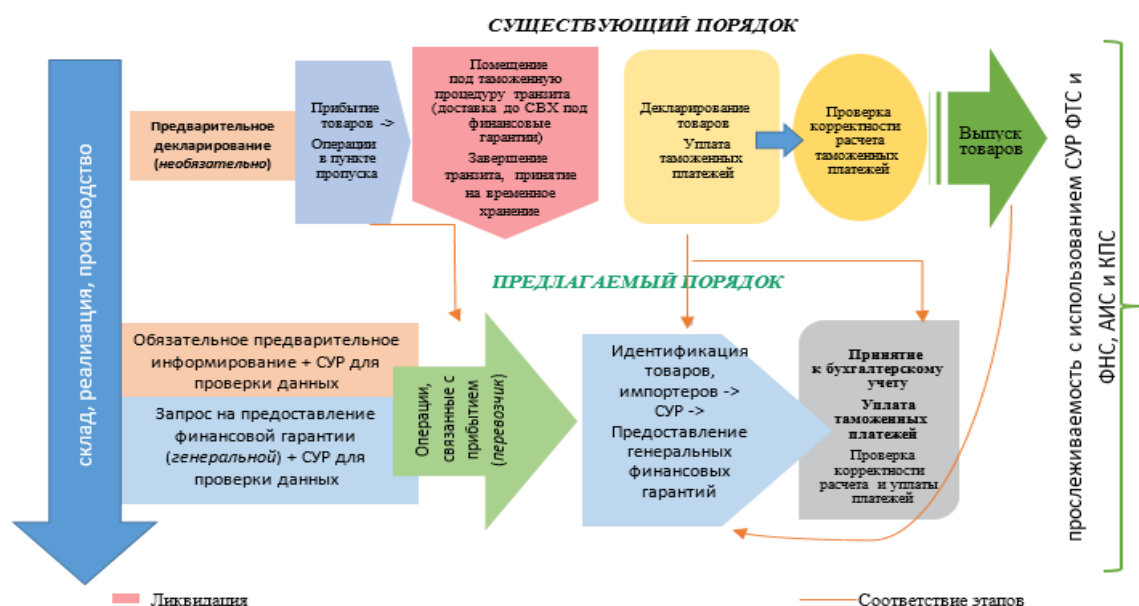 СУЩЕСТВУЮЩИЙ ПОРЯДОК
склад, реализация, производство
Предварительное
декларирование
(необязательно)
Прибытие
товаров ->
Операции
в пункте
пропуска
Помещение
под таможенную
процедуру транзита
(доставка до СВХ под
финансовые
гарантии)
Завершение
транзита, принятие
на временное
хранение
Декларирование
товаров
Уплата
таможенных
платежей
Проверка
корректности
расчета
таможенных
платежей
Выпуск
товаров
прослеживаемость с использованием СУР ФТС и
ФНС, АИС и КПС
ПРЕДЛАГАЕМЫЙ ПОРЯДОК
Обязательное предварительное
информирование + СУР для
проверки данных
Запрос на предоставление
финансовой гарантии
(генеральной) + СУР для
проверки данных
Операции,
связанные с
прибытием
(перевозчик)
Идентификация
товаров,
импортеров ->
СУР ->
Предоставление
генеральных
финансовых
гарантий
Принятие
к бухгалтерскому
учету
Уплата
таможенных
платежей
Проверка
корректности
расчета и уплаты
платежей
Ликвидация
Соответствие этапов